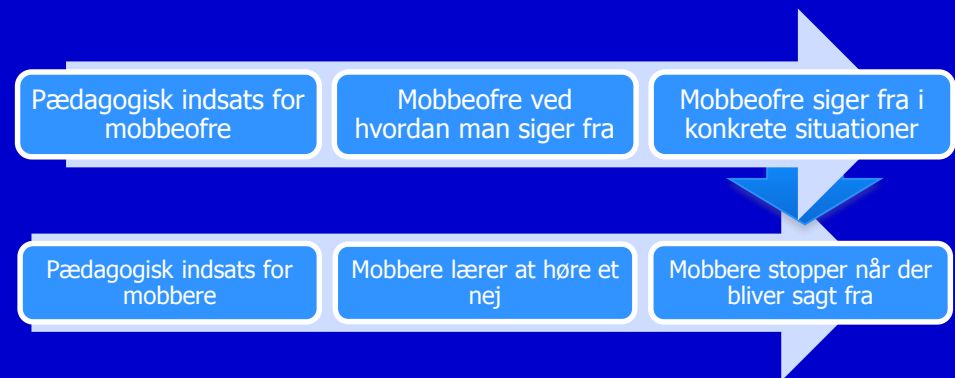 Pædagogisk indsats for
mobbeofre
Mobbeofre ved
hvordan man siger fra
Mobbeofre siger fra i
konkrete situationer
Pædagogisk indsats for
mobbere
Mobbere lærer at høre et
nej
Mobbere stopper når der
bliver sagt fra